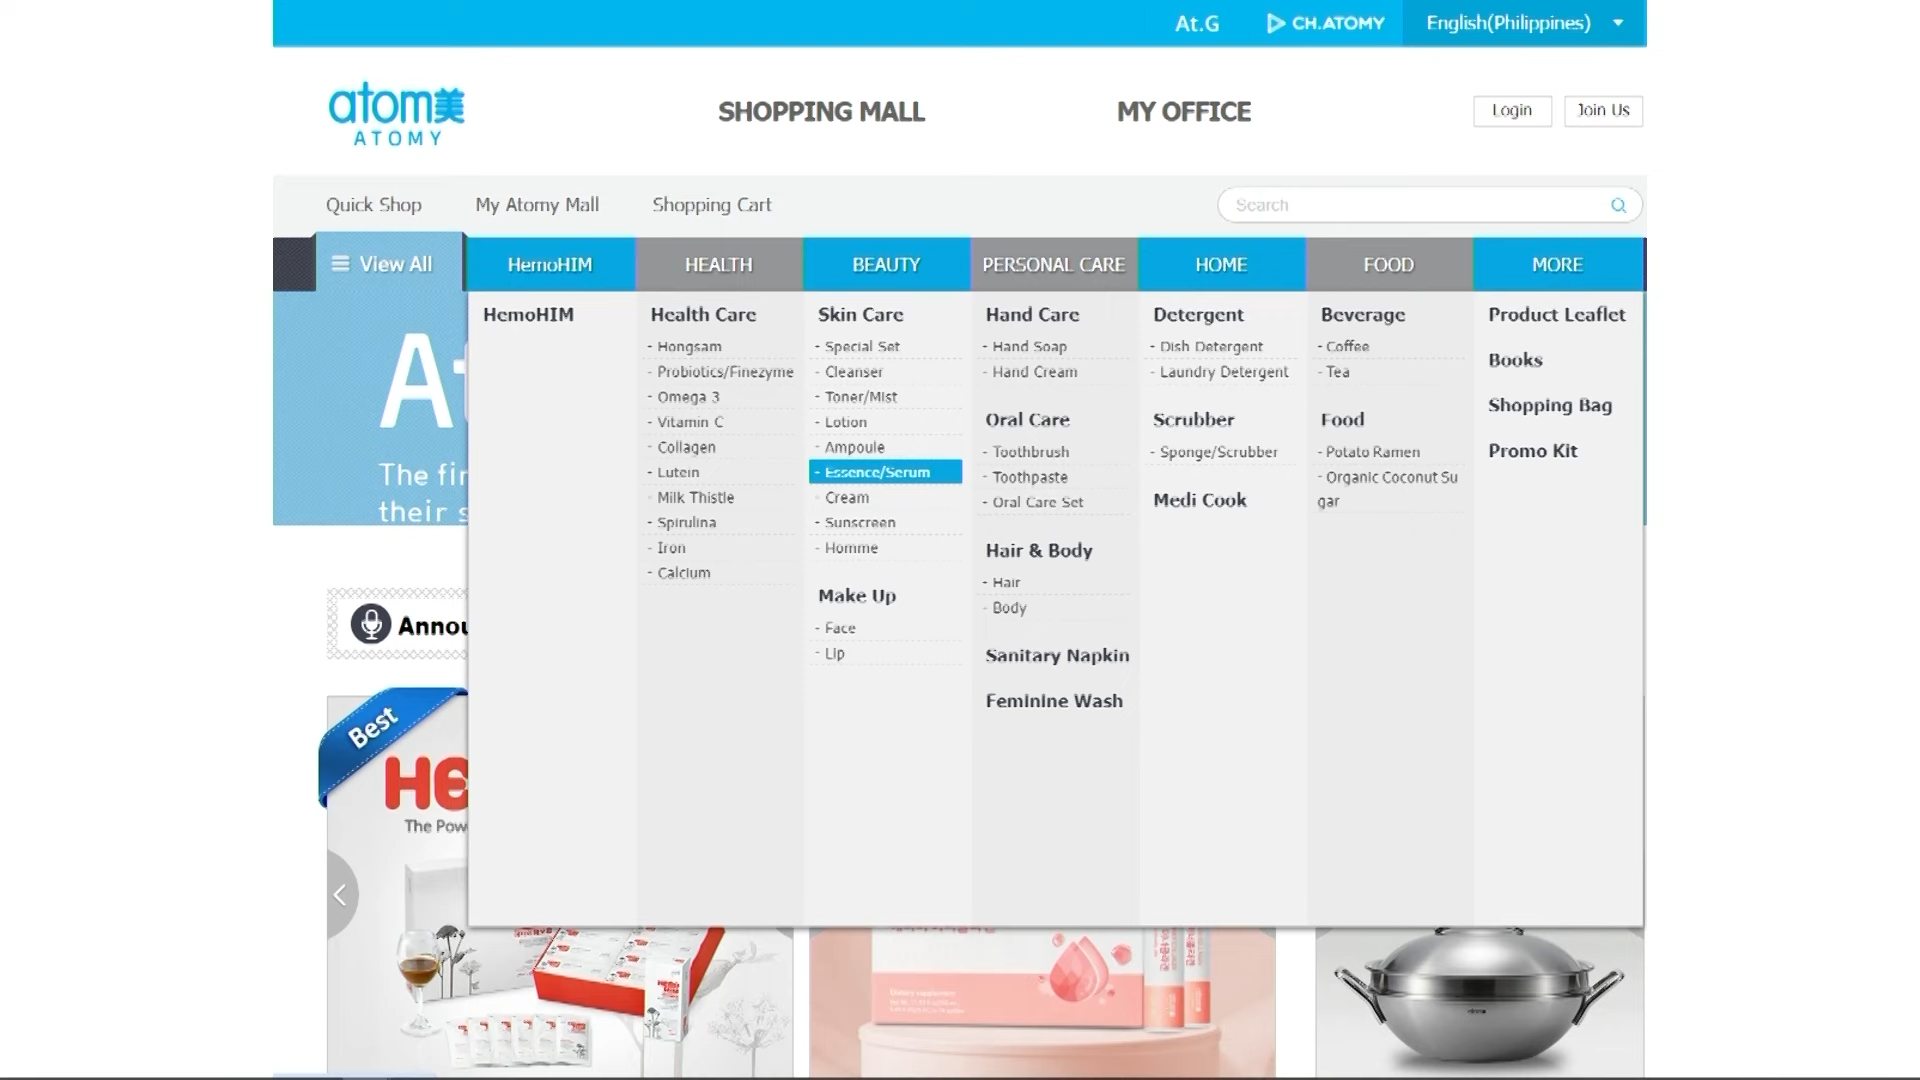 At.G
CH.ATOMY
English(Philippines)
atom美
ATOMY
SHOPPING MALL
MY OFFICE
Login
Join Us
Quick Shop
My Atomy Mall
Shopping Cart
Search
View All
HemoHIM
HEALTH
BEAUTY
PERSONAL CARE
HOME
FOOD
MORE
HemoHIM
Health Care
- Hongsam
- Probiotics/Finezyme
- Omega 3
- Vitamin C
- Collagen
- Lutein
- Milk Thistle
- Spirulina
- Iron
- Calcium
Skin Care
- Special Set
- Cleanser
- Toner/Mist
- Lotion
- Ampoule
- Essence/Serum
- Cream
- Sunscreen
- Homme
Make Up
- Face
- Lip
Hand Care
- Hand Soap
- Hand Cream
Oral Care
- Toothbrush
- Toothpaste
- Oral Care Set
Hair & Body
- Hair
- Body
Sanitary Napkin
Feminine Wash
Detergent
- Dish Detergent
- Laundry Detergent
Scrubber
- Sponge/Scrubber
Medi Cook
Beverage
- Coffee
- Tea
Food
- Potato Ramen
- Organic Coconut Su
gar
Product Leaflet
Books
Shopping Bag
Promo Kit
At
The fir
their s
Annou
Best
He
The Pow
Dietary supplement